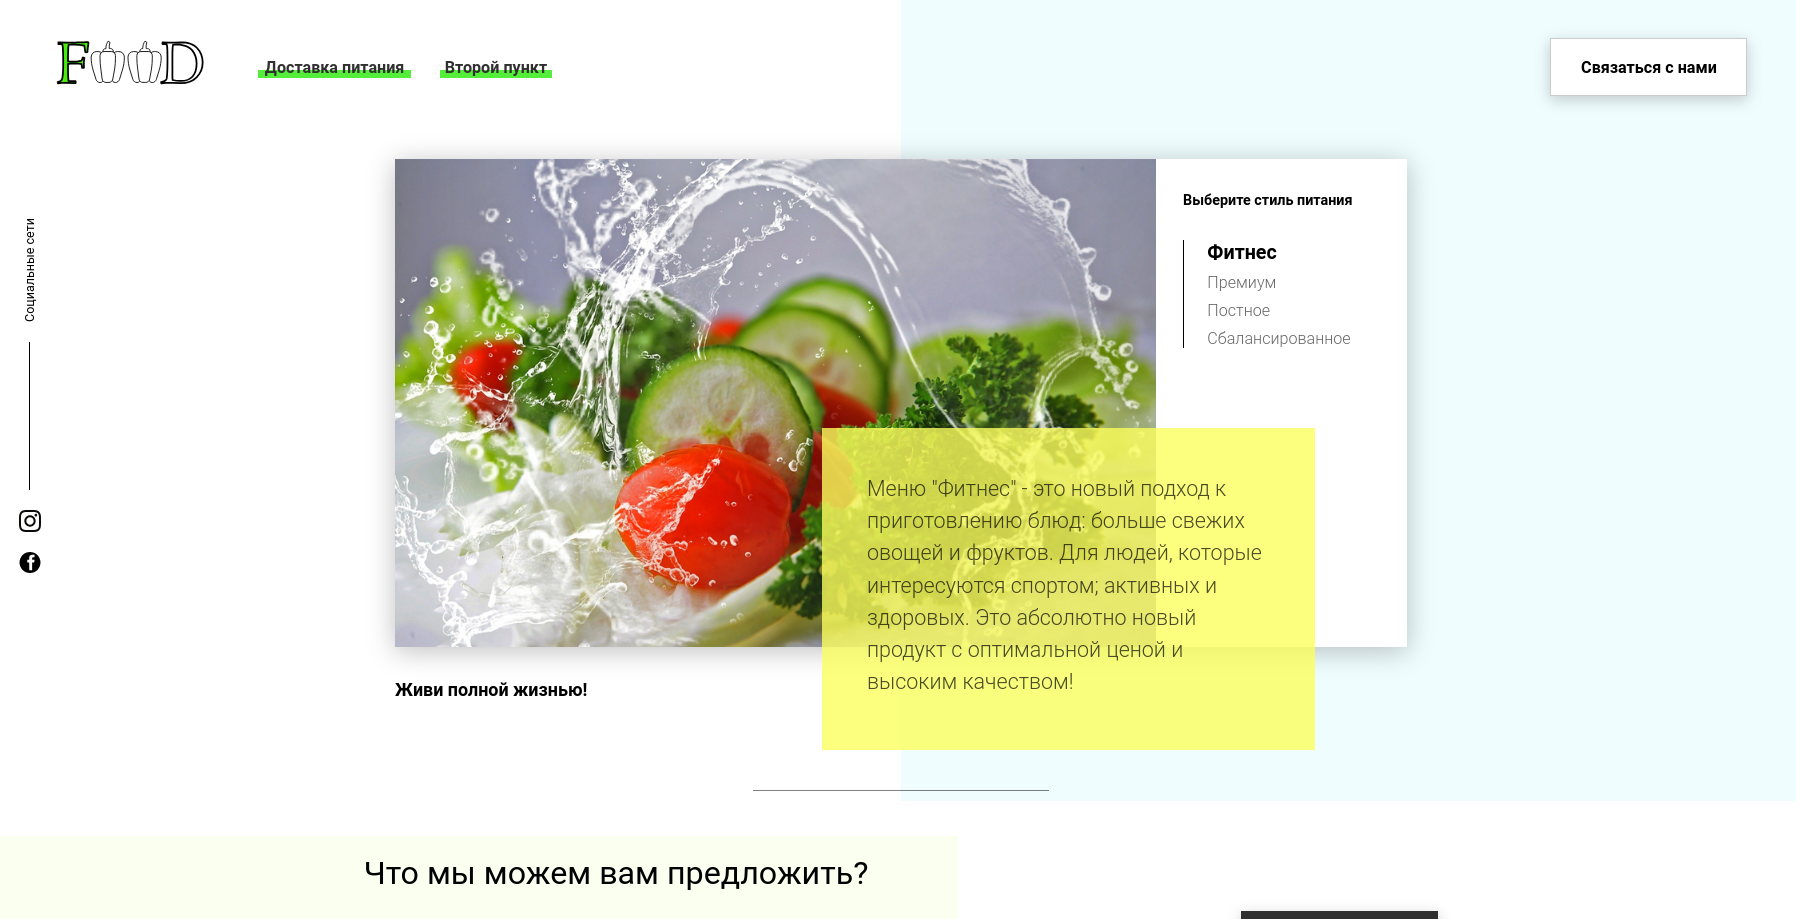 FOOD
Доставка питания
Второй пункт
Связаться с нами
Социальные сети
Выберите стиль питания
Фитнес
Премиум
Постное
Сбалансированное
Меню "Фитнес" - это новый подход к
приготовлению блюд: больше свежих
овощей и фруктов. Для людей, которые
интересуются спортом; активных и
здоровых. Это абсолютно новый
продукт с оптимальной ценой и
высоким качеством!
Живи полной жизнью!
Что мы можем вам предложить?